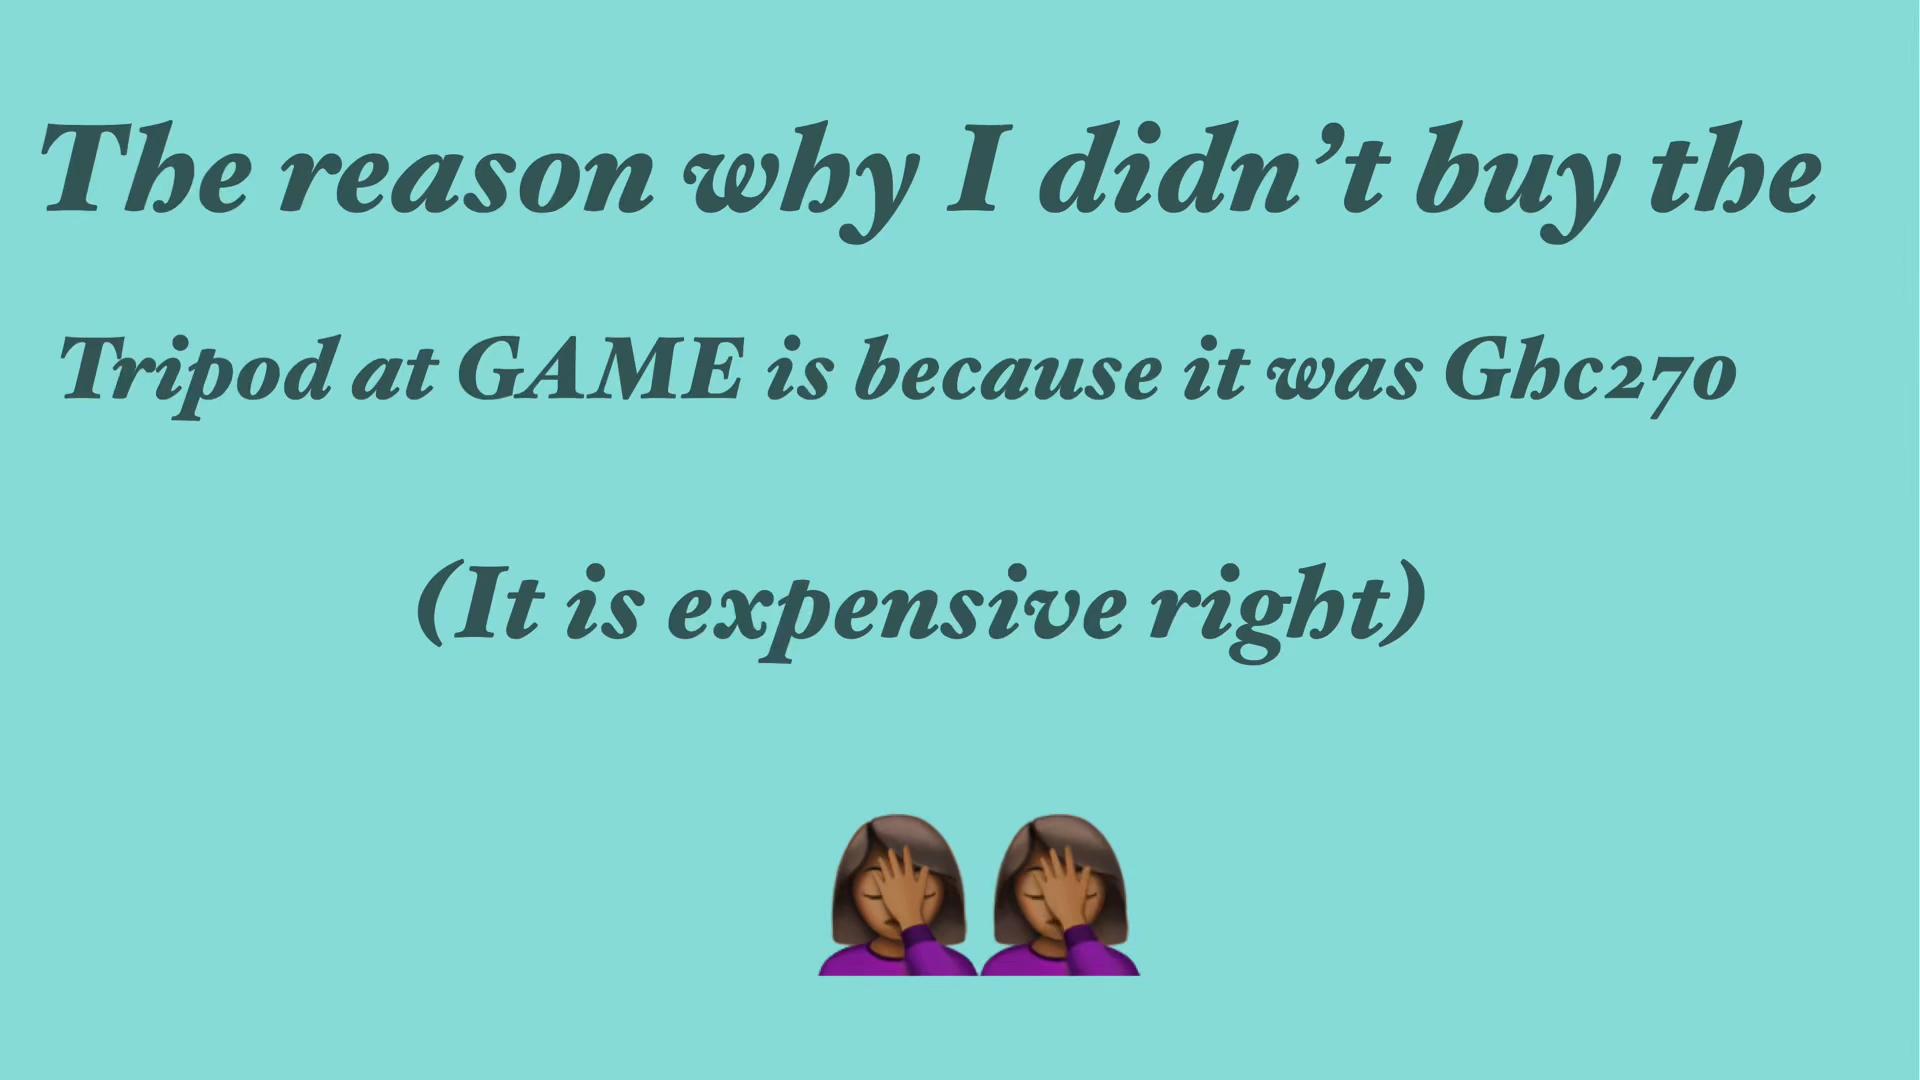 The reason why I didn’t buy the
Tripod at GAME is because it was Ghc270
(It is expensive right)